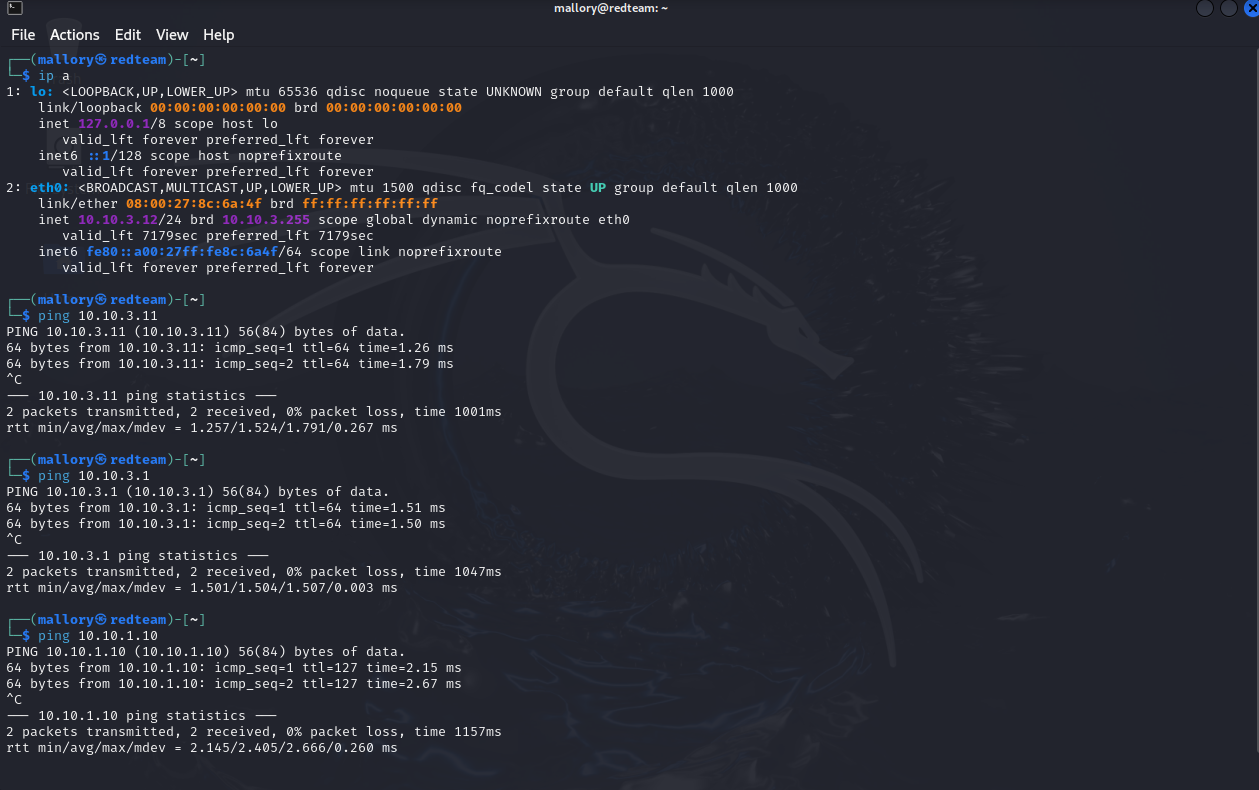 mallory@redteam: ~
File Actions Edit View Help
┌──(mallory㉿redteam)-[~]
└─$ ip a
1: lo: <LOOPBACK,UP,LOWER_UP> mtu 65536 qdisc noqueue state UNKNOWN group default qlen 1000
    link/loopback 00:00:00:00:00:00 brd 00:00:00:00:00:00
    inet 127.0.0.1/8 scope host lo
       valid_lft forever preferred_lft forever
    inet6 ::1/128 scope host noprefixroute
       valid_lft forever preferred_lft forever
2: eth0: <BROADCAST,MULTICAST,UP,LOWER_UP> mtu 1500 qdisc fq_codel state UP group default qlen 1000
    link/ether 08:00:27:8c:6a:4f brd ff:ff:ff:ff:ff:ff
    inet 10.10.3.12/24 brd 10.10.3.255 scope global dynamic noprefixroute eth0
       valid_lft 7179sec preferred_lft 7179sec
    inet6 fe80::a00:27ff:fe8c:6a4f/64 scope link noprefixroute
       valid_lft forever preferred_lft forever
┌──(mallory㉿redteam)-[~]
└─$ ping 10.10.3.11
PING 10.10.3.11 (10.10.3.11) 56(84) bytes of data.
64 bytes from 10.10.3.11: icmp_seq=1 ttl=64 time=1.26 ms
64 bytes from 10.10.3.11: icmp_seq=2 ttl=64 time=1.79 ms
^C
--- 10.10.3.11 ping statistics ---
2 packets transmitted, 2 received, 0% packet loss, time 1001ms
rtt min/avg/max/mdev = 1.257/1.524/1.791/0.267 ms
┌──(mallory㉿redteam)-[~]
└─$ ping 10.10.3.1
PING 10.10.3.1 (10.10.3.1) 56(84) bytes of data.
64 bytes from 10.10.3.1: icmp_seq=1 ttl=64 time=1.51 ms
64 bytes from 10.10.3.1: icmp_seq=2 ttl=64 time=1.50 ms
^C
--- 10.10.3.1 ping statistics ---
2 packets transmitted, 2 received, 0% packet loss, time 1047ms
rtt min/avg/max/mdev = 1.501/1.504/1.507/0.003 ms
┌──(mallory㉿redteam)-[~]
└─$ ping 10.10.1.10
PING 10.10.1.10 (10.10.1.10) 56(84) bytes of data.
64 bytes from 10.10.1.10: icmp_seq=1 ttl=127 time=2.15 ms
64 bytes from 10.10.1.10: icmp_seq=2 ttl=127 time=2.67 ms
^C
--- 10.10.1.10 ping statistics ---
2 packets transmitted, 2 received, 0% packet loss, time 1157ms
rtt min/avg/max/mdev = 2.145/2.405/2.666/0.260 ms